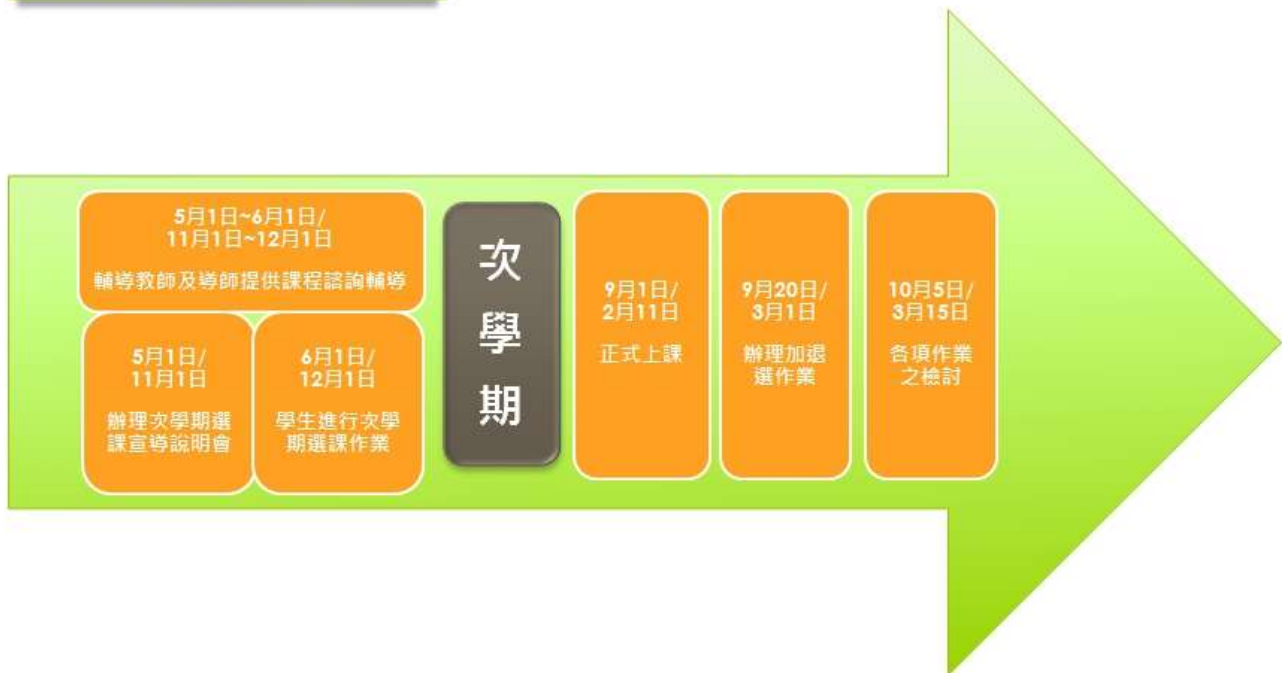 5月1日~6月1日/
11月1日~12月1日
輔導教師及導師提供課程諮詢輔導
5月1日/
11月1日
辦理次學期選
課宣導說明會
6月1日/
12月1日
學生進行次學
期選課作業
次
學
期
9月1日/
2月11日
正式上課
9月20日/
3月1日
辦理加退
選作業
10月5日/
3月15日
各項作業
之檢討